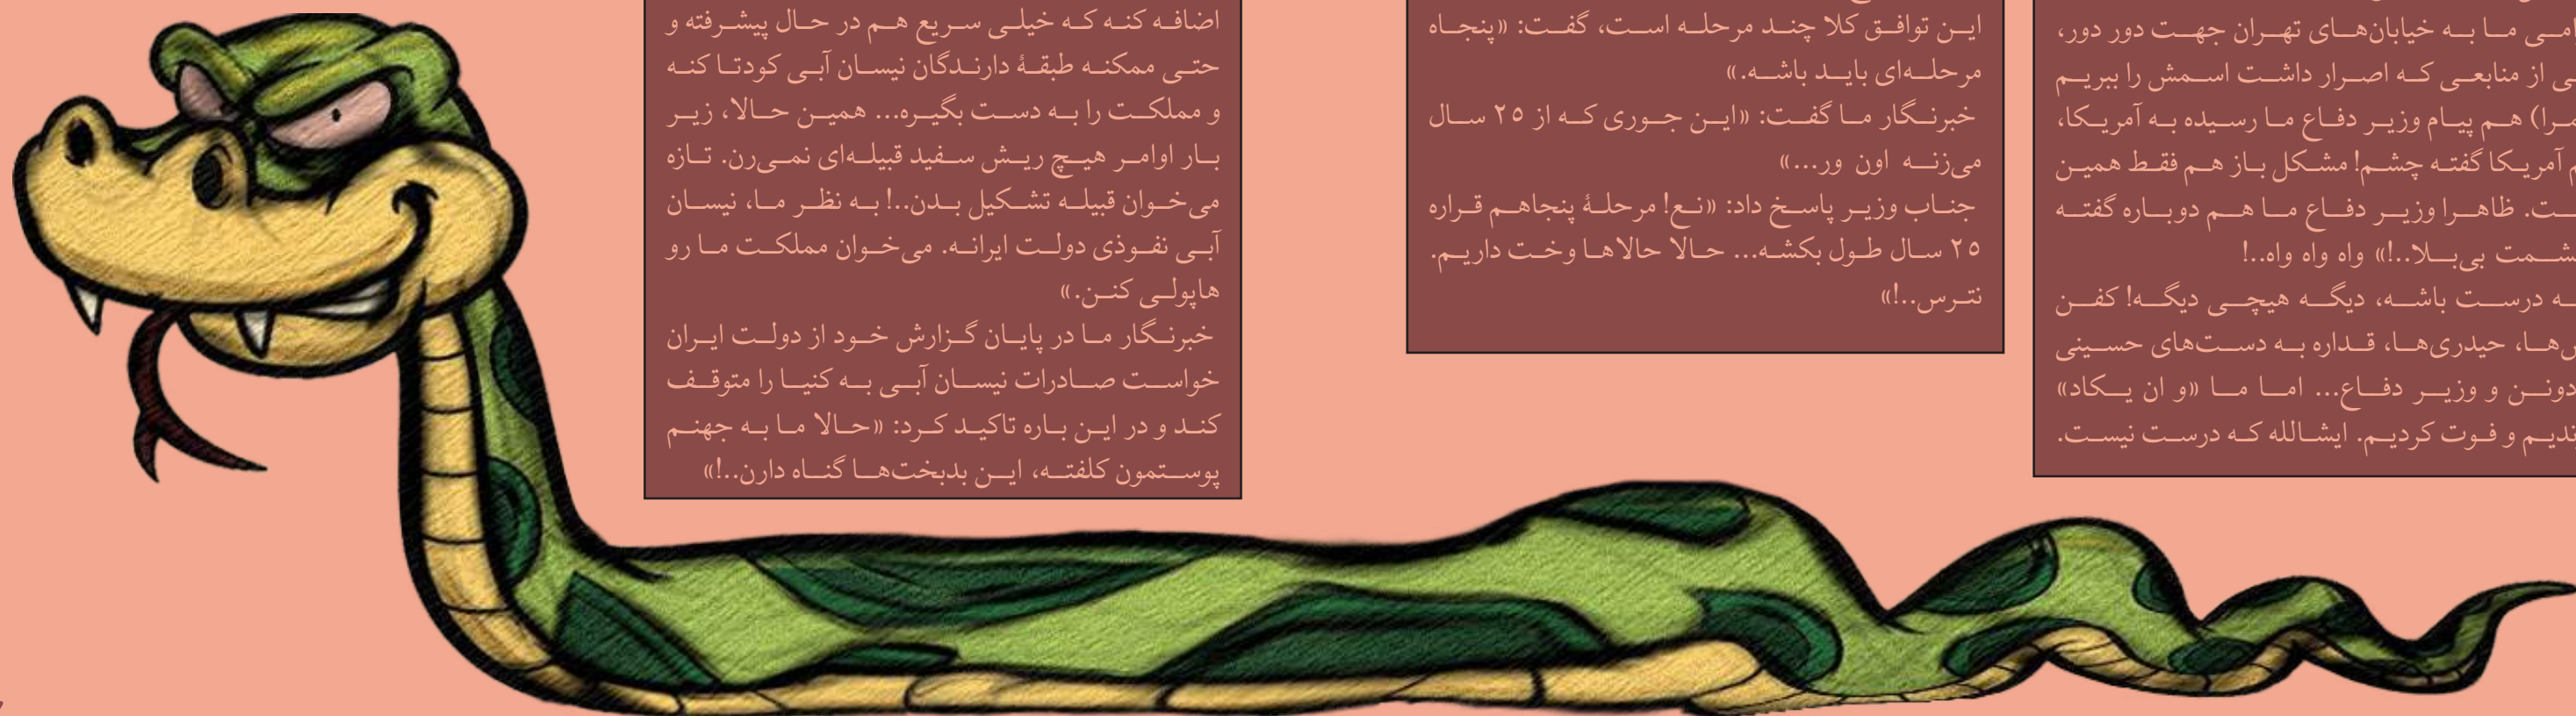 امی ما به خیابان‌های تهران جهت دور دور،
ی از منابعی که اصرار داشت اسمش را ببریم
هم پیام وزیر دفاع ما رسیده به آمریکا،
آمریکا گفته چشم! مشکل باز هم فقط همین
ظاهرا وزیر دفاع ما هم دوباره گفته
بی‌بلا..!» واه واه واه..!
درست باشه، دیگه هیچی دیگه! کفن
حیدری‌ها، قداره به دست‌های حسینی
و وزیر دفاع... اما ما «و ان یکاد»
و فوت کردیم. ایشالله که درست نیست.
این توافق کلا چند مرحله است، گفت: «پنجاه
مرحله‌ای باید باشه.»
خبرنگار ما گفت: «این جوری که از ۲۵ سال
می‌زنه اون ور...»
جناب وزیر پاسخ داد: «نع! مرحلهٔ پنجاهم قراره
۲۵ سال طول بکشه... حالا حالاها وخت داریم.
نترس..!»
اضافه کنه که خیلی سریع هم در حال پیشرفته و
حتی ممکنه طبقهٔ دارندگان نیسان آبی کودتا کنه
و مملکت را به دست بگیره... همین حالا، زیر
بار اوامر هیچ ریش سفید قبیله‌ای نمی‌رن. تازه
می‌خوان قبیله تشکیل بدن..! به نظر ما، نیسان
آبی نفوذی دولت ایرانه. می‌خوان مملکت ما رو
هاپولی کنن.»
خبرنگار ما در پایان گزارش خود از دولت ایران
خواست صادرات نیسان آبی به کنیا را متوقف
کند و در این باره تاکید کرد: «حالا ما به جهنم
پوستمون کلفته، این بدبخت‌ها گناه دارن..!»